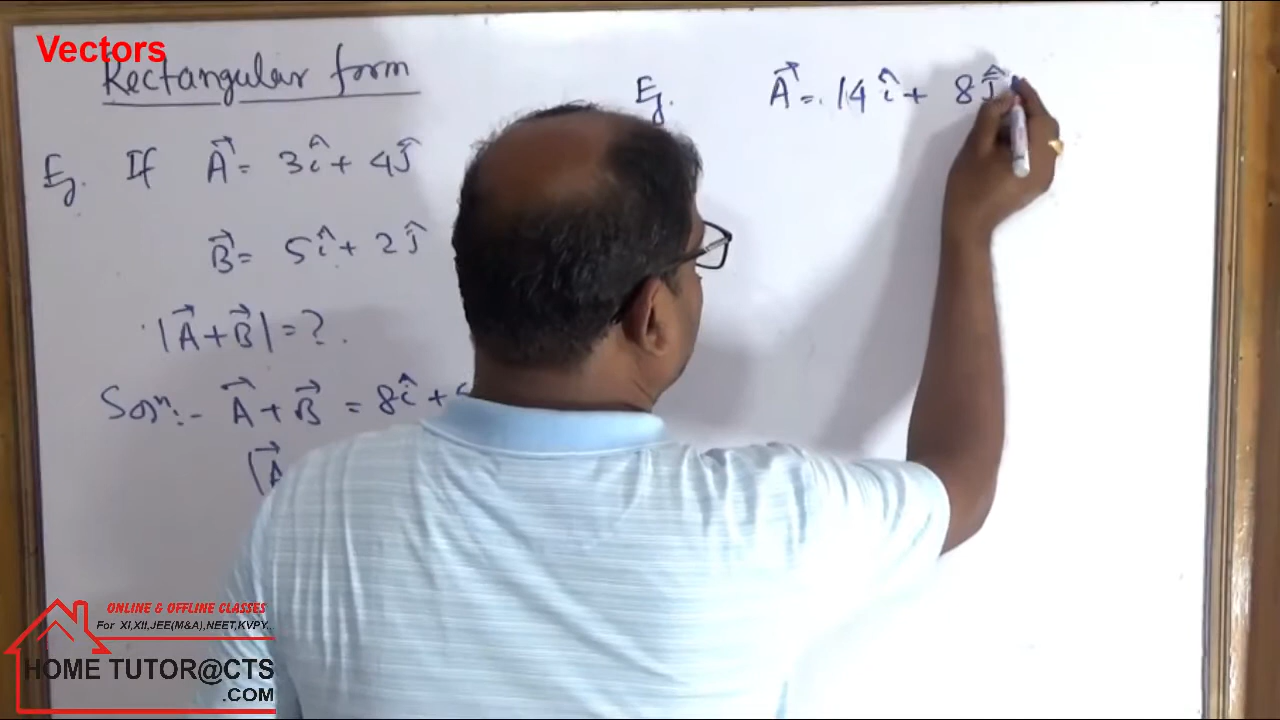 Vectors
Rectangular form
Eg. If A⃗ = 3î + 4ĵ
B⃗ = 5î + 2ĵ
|A⃗ + B⃗| = ?
Solⁿ:- A⃗ + B⃗ = 8î +
|A⃗
Eg. A⃗ = 14î + 8ĵ
ONLINE & OFFLINE CLASSES
For XI,XII,JEE(M&A),NEET,KVPY..
HOME TUTOR@CTS
.COM